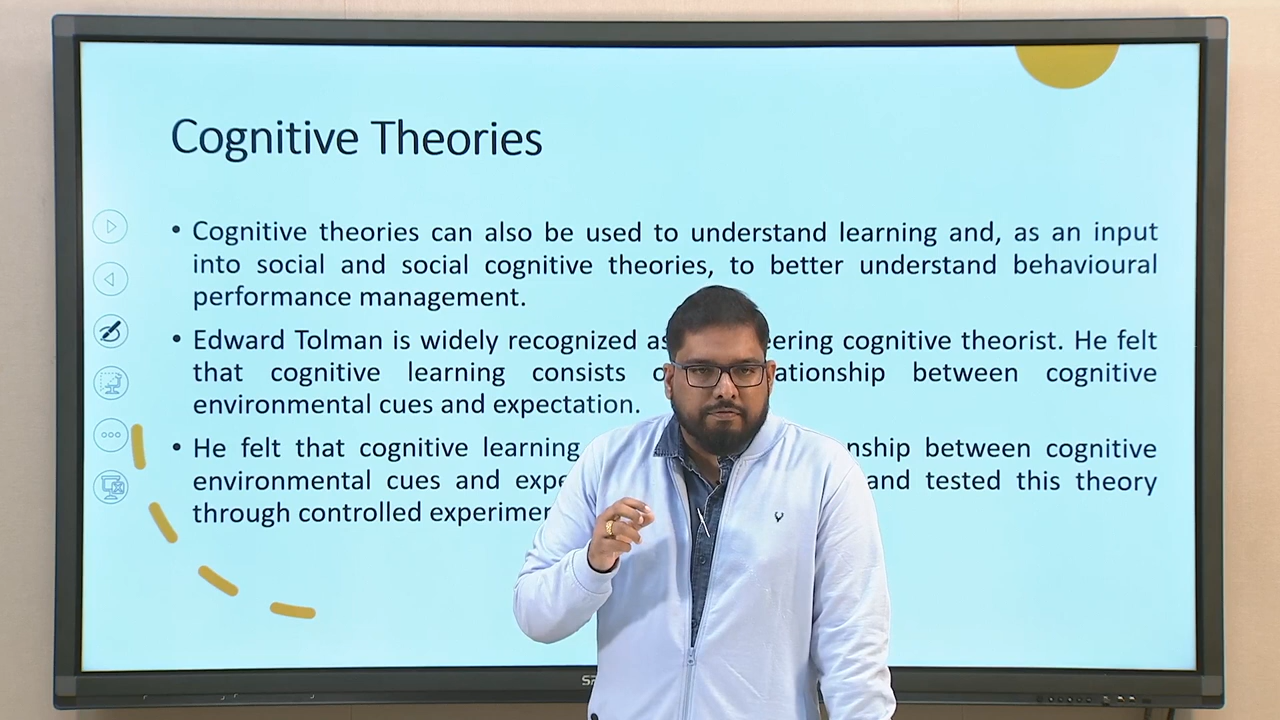 Cognitive Theories
• Cognitive theories can also be used to understand learning and, as an input
into social and social cognitive theories, to better understand behavioural
performance management.
• Edward Tolman is widely recognized as eering cognitive theorist. He felt
that cognitive learning consists ationship between cognitive
environmental cues and expectation.
• He felt that cognitive learning nship between cognitive
environmental cues and expe and tested this theory
through controlled experimen